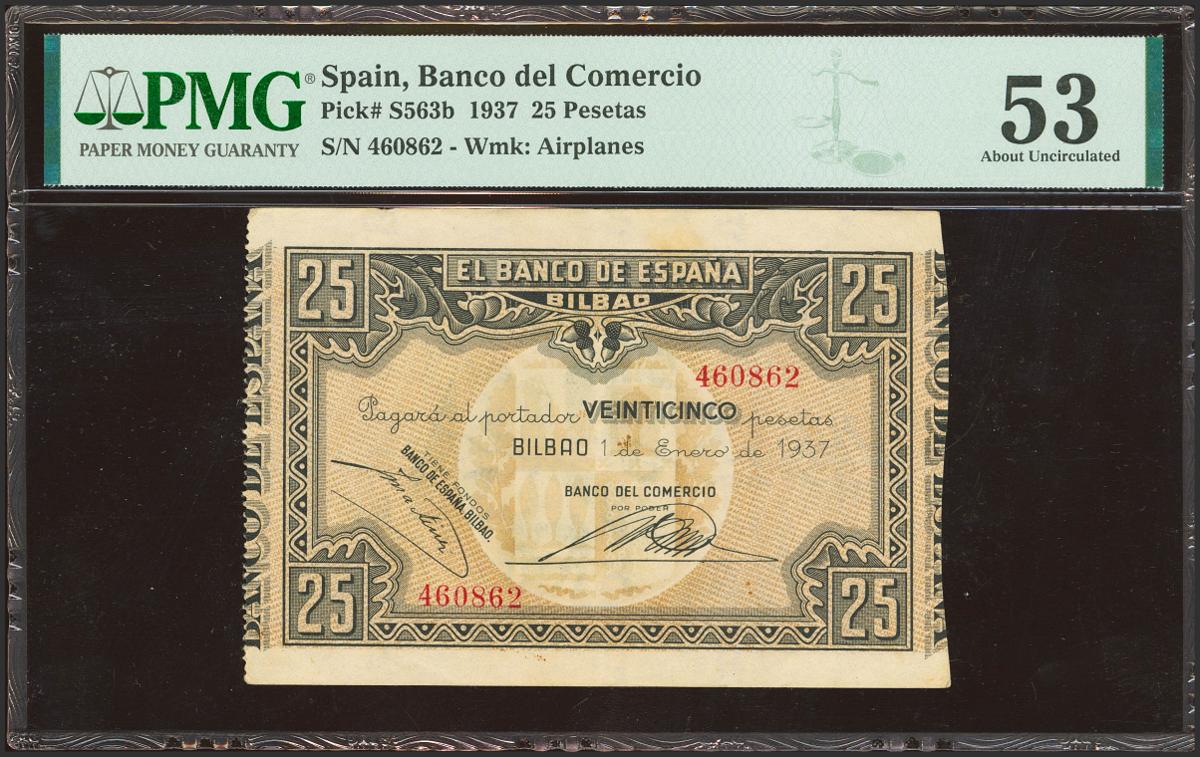 PMG®
PAPER MONEY GUARANTY
Spain, Banco del Comercio
Pick# S563b 1937 25 Pesetas
S/N 460862 - Wmk: Airplanes
53
About Uncirculated
25
EL BANCO DE ESPAÑA
BILBAO
25
460862
Pagará al portador VEINTICINCO pesetas
BILBAO 1 de Enero de 1937
TIENE FONDOS
BANCO DE ESPAÑA, BILBAO.
BANCO DEL COMERCIO
POR PODER
460862
25
25
BANCO DE ESPAÑA
BANCO DE ESPAÑA